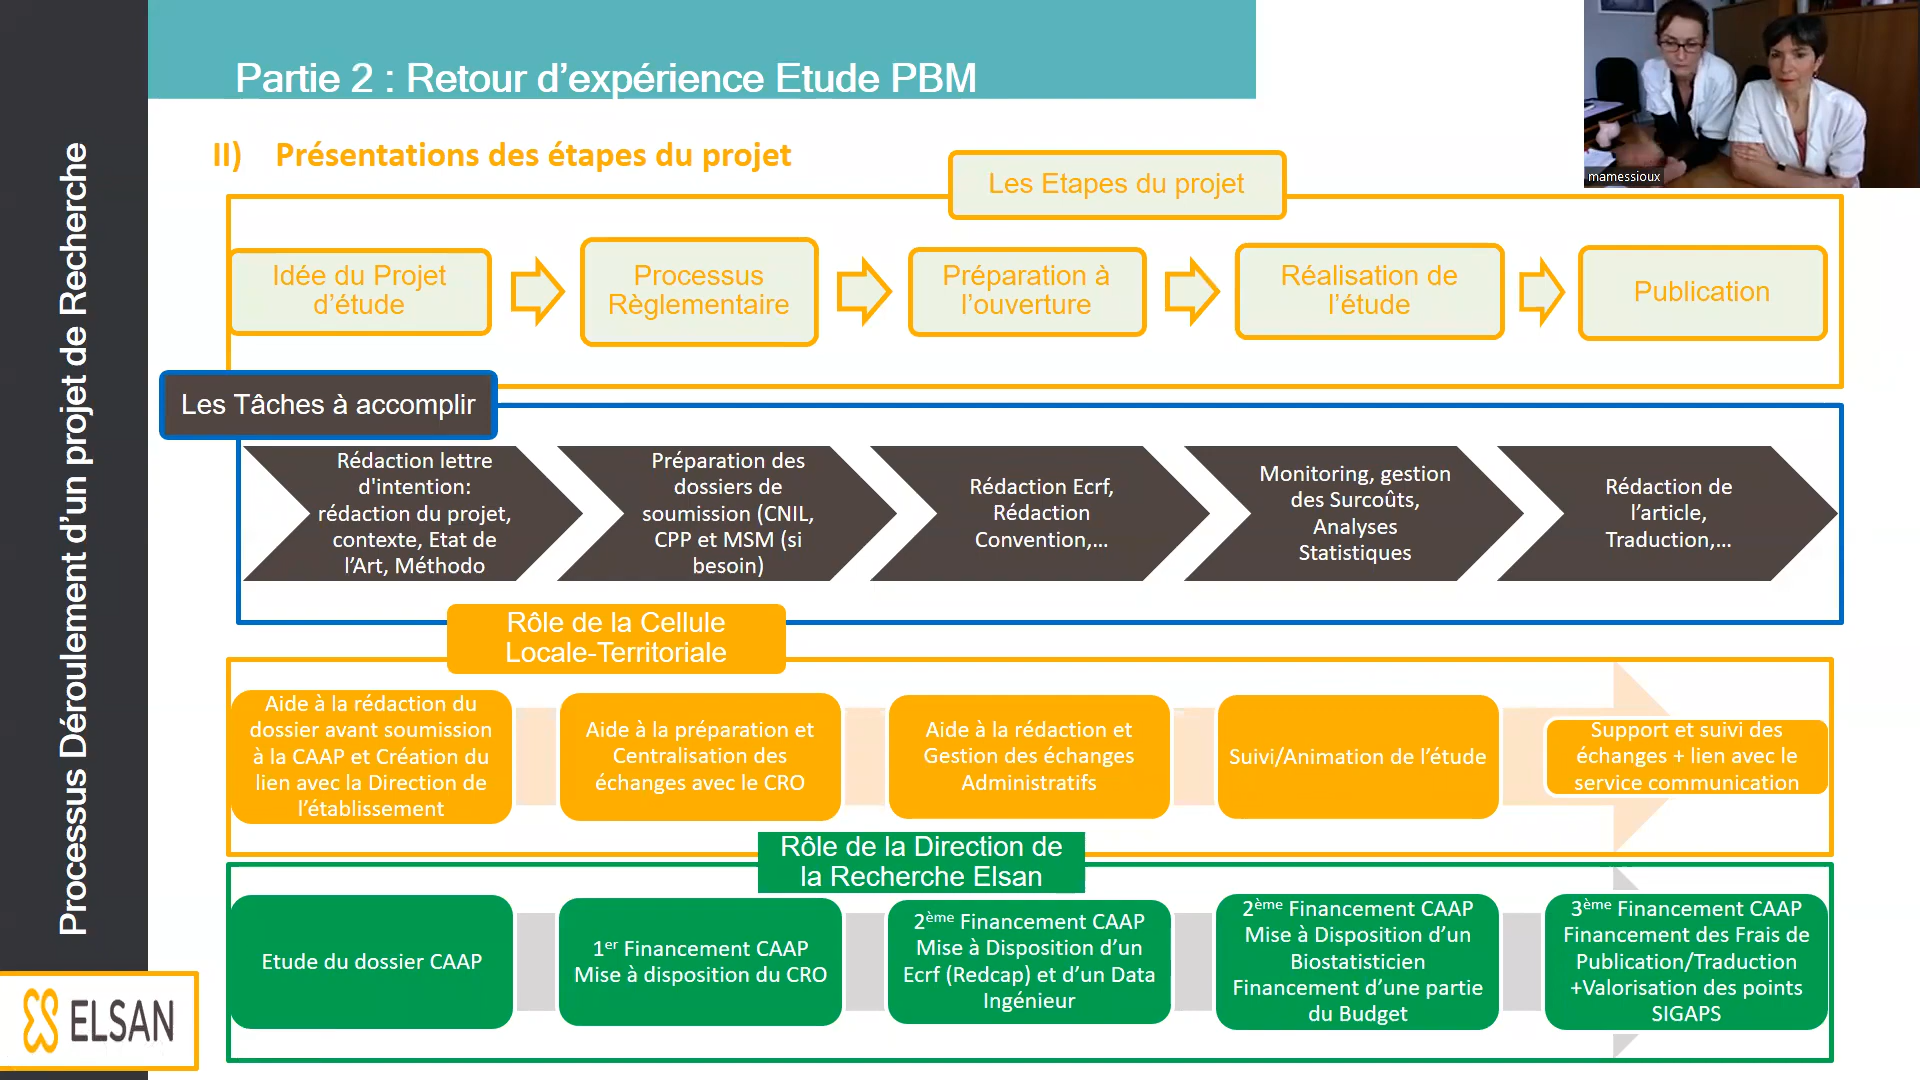 Processus Déroulement d'un projet de Recherche
Partie 2 : Retour d'expérience Etude PBM
mamessioux
II) Présentations des étapes du projet
Les Etapes du projet
Idée du Projet
d'étude
Processus
Règlementaire
Préparation à
l'ouverture
Réalisation de
l'étude
Publication
Les Tâches à accomplir
Rédaction lettre
d'intention:
rédaction du projet,
contexte, Etat de
l'Art, Méthodo
Préparation des
dossiers de
soumission (CNIL,
CPP et MSM (si
besoin)
Rédaction Ecrf,
Rédaction
Convention,...
Monitoring, gestion
des Surcoûts,
Analyses
Statistiques
Rédaction de
l'article,
Traduction,...
Rôle de la Cellule
Locale-Territoriale
Aide à la rédaction du
dossier avant soumission
à la CAAP et Création du
lien avec la Direction de
l'établissement
Aide à la préparation et
Centralisation des
échanges avec le CRO
Aide à la rédaction et
Gestion des échanges
Administratifs
Suivi/Animation de l'étude
Support et suivi des
échanges + lien avec le
service communication
Rôle de la Direction de
la Recherche Elsan
Etude du dossier CAAP
1er Financement CAAP
Mise à disposition du CRO
2ème Financement CAAP
Mise à Disposition d'un
Ecrf (Redcap) et d'un Data
Ingénieur
2ème Financement CAAP
Mise à Disposition d'un
Biostatisticien
Financement d'une partie
du Budget
3ème Financement CAAP
Financement des Frais de
Publication/Traduction
+Valorisation des points
SIGAPS
ELSAN